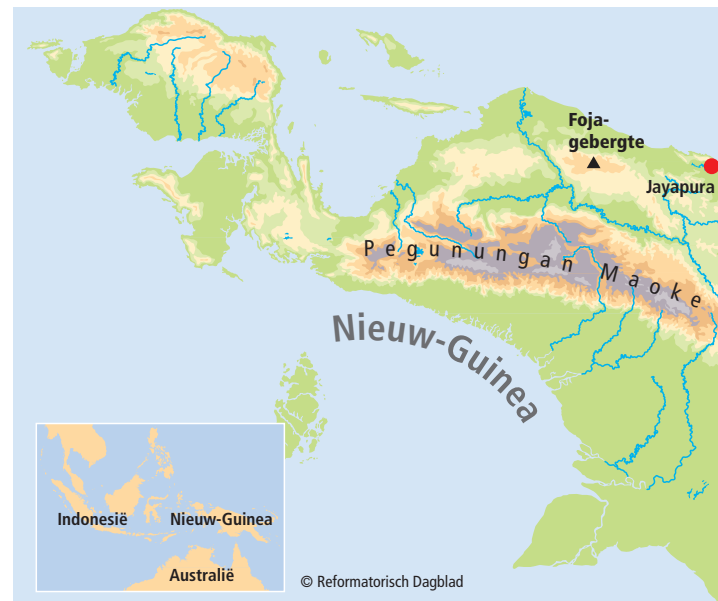 Foja-
gebergte
Jayapura
Pegunungan Maoke
Nieuw-Guinea
Indonesië
Nieuw-Guinea
Australië
© Reformatorisch Dagblad